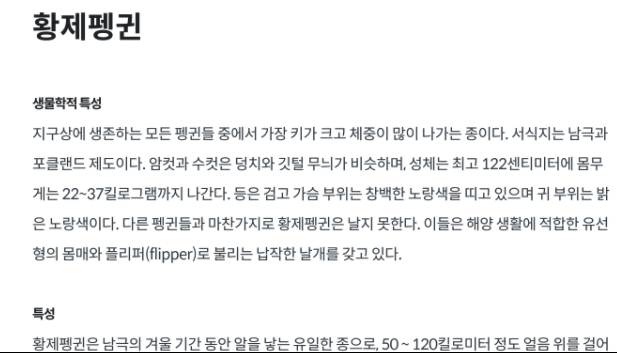 황제펭귄
생물학적 특성
지구상에 생존하는 모든 펭귄들 중에서 가장 키가 크고 체중이 많이 나가는 종이다. 서식지는 남극과
포클랜드 제도이다. 암컷과 수컷은 덩치와 깃털 무늬가 비슷하며, 성체는 최고 122센티미터에 몸무
게는 22~37킬로그램까지 나간다. 등은 검고 가슴 부위는 창백한 노랑색을 띠고 있으며 귀 부위는 밝
은 노랑색이다. 다른 펭귄들과 마찬가지로 황제펭귄은 날지 못한다. 이들은 해양 생활에 적합한 유선
형의 몸매와 플리퍼(flipper)로 불리는 납작한 날개를 갖고 있다.
특성
황제펭귄은 남극의 겨울 기간 동안 알을 낳는 유일한 종으로, 50 ~ 120킬로미터 정도 얼음 위를 걸어